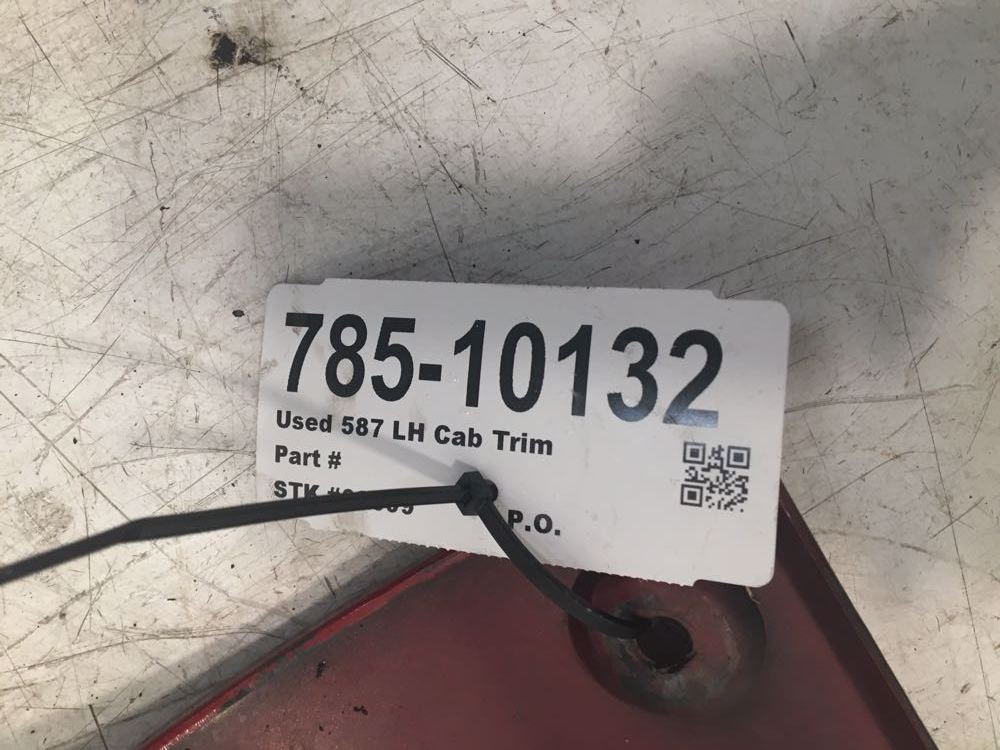 785-10132
Used 587 LH Cab Trim
Part #
STK P.O.